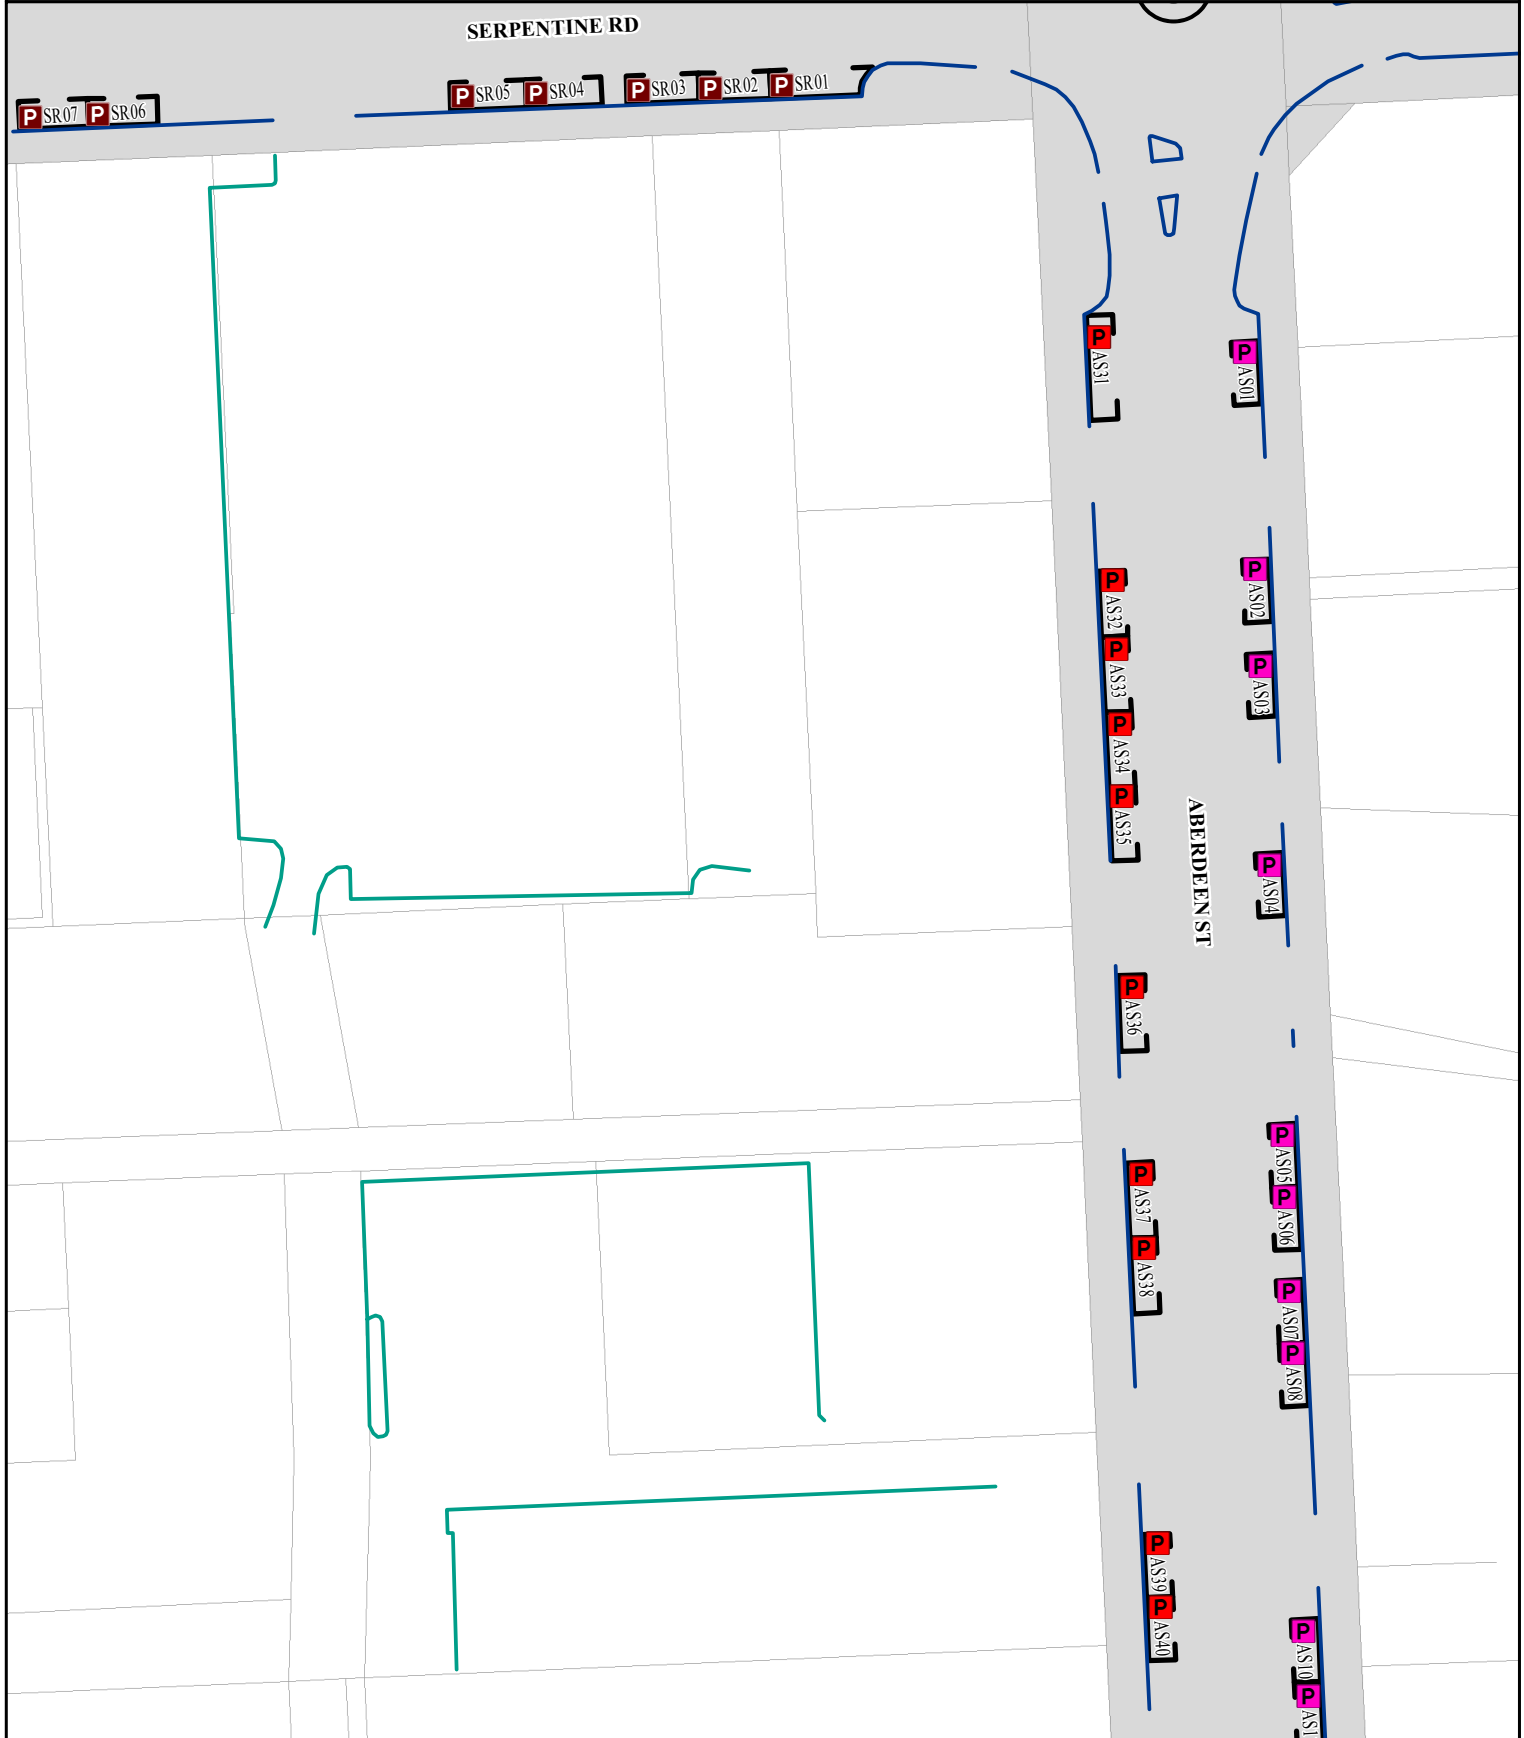 SERPENTINE RD
P SR05
P SR04
P SR03
P SR02
P SR01
P SR07
P SR06
P AS31
P AS01
P AS02
P AS32
P AS33
P AS03
P AS34
P AS35
ABERDEEN ST
P AS04
P AS36
P AS05
P AS37
P AS06
P AS38
P AS07
P AS08
P AS39
P AS40
P AS10
P AS1